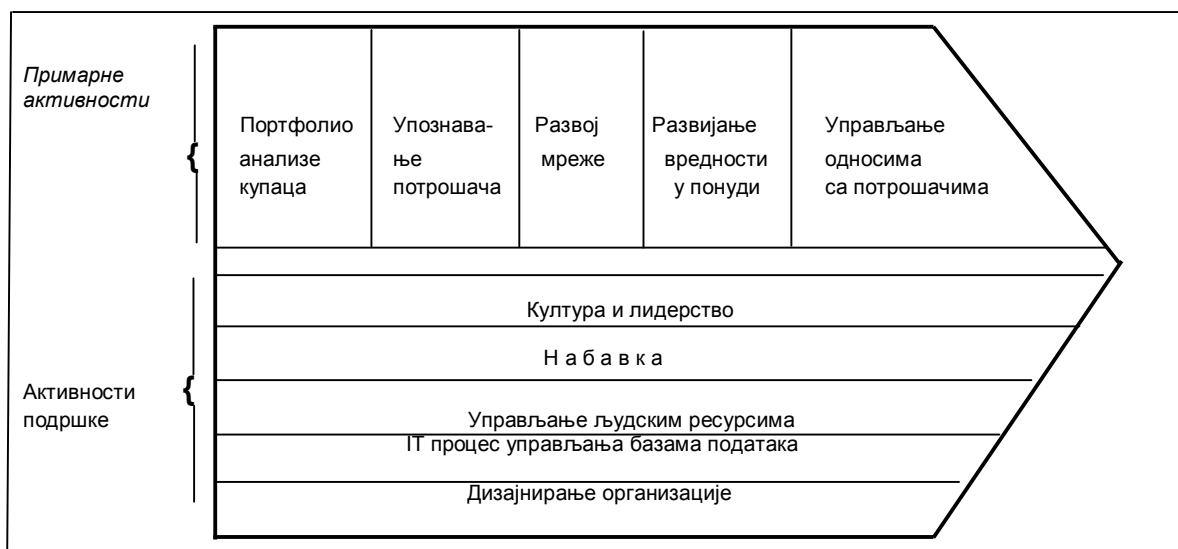 Примарне
активности
{
Портфолио
анализе
купаца
Упознава-
ње
потрошача
Развој
мреже
Развијање
вредности
у понуди
Управљање
односима
са потрошачима
Култура и лидерство
Н а б а в к а
Активности
подршке
{
Управљање људским ресурсима
IT процес управљања базама података
Дизајнирање организације